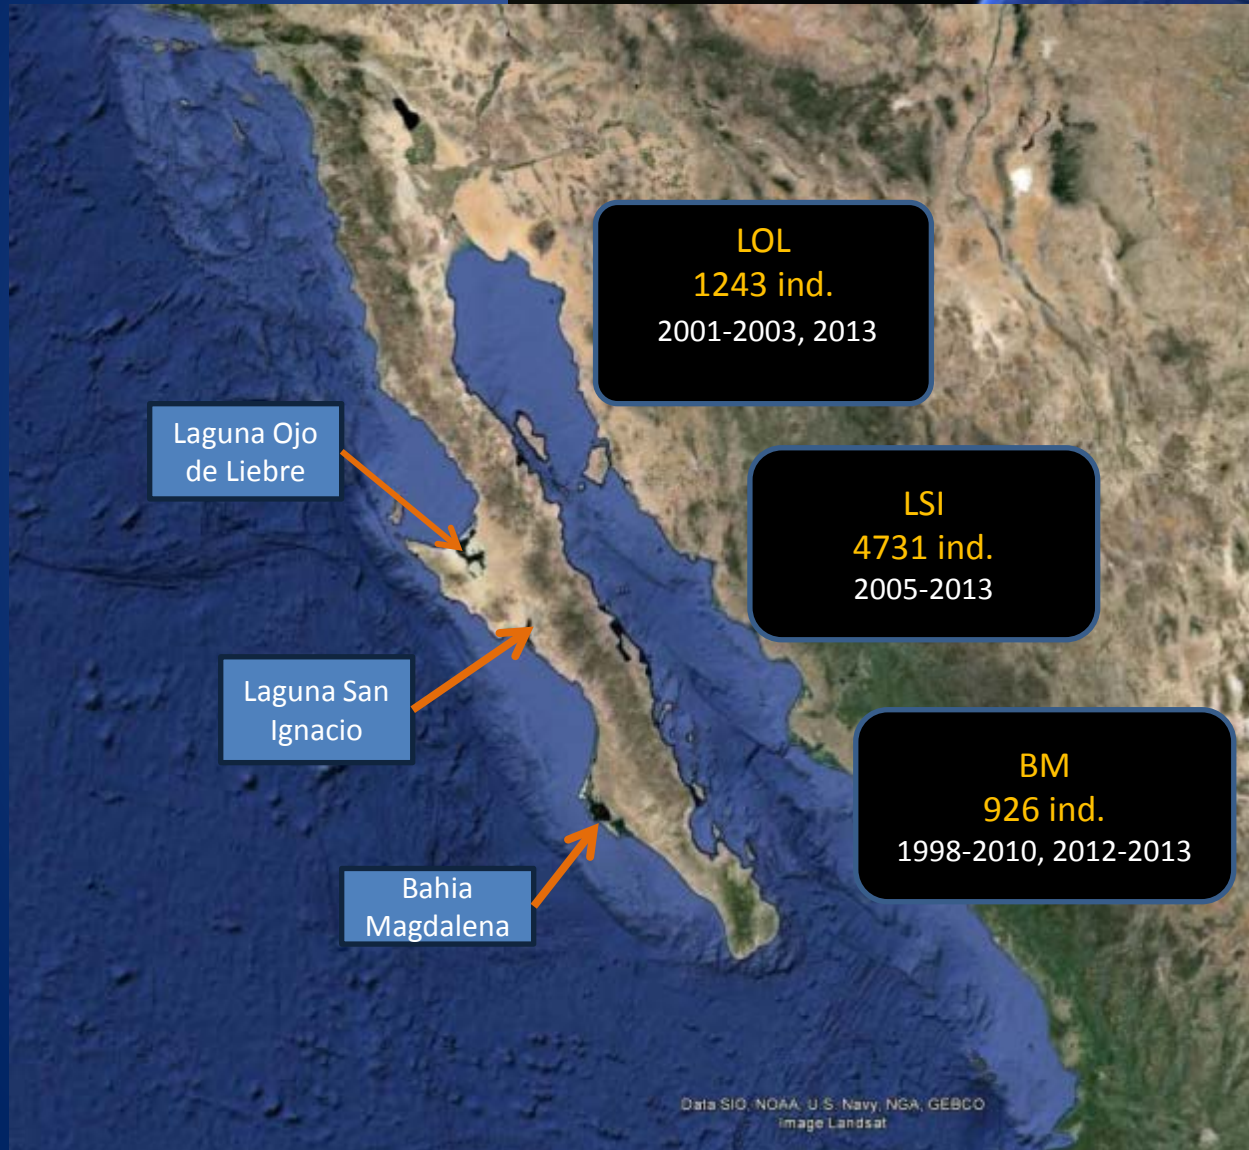 LOL
1243 ind.
2001-2003, 2013
Laguna Ojo
de Liebre
LSI
4731 ind.
2005-2013
Laguna San
Ignacio
BM
926 ind.
1998-2010, 2012-2013
Bahia
Magdalena
Data SIO, NOAA, U.S. Navy, NGA, GEBCO
Image Landsat